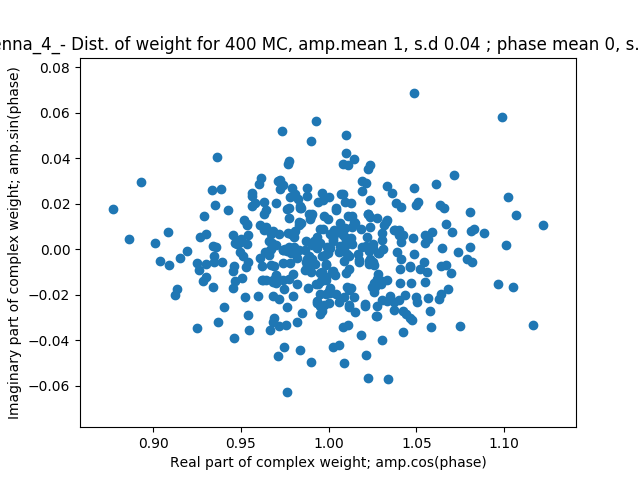 enna_4_- Dist. of weight for 400 MC, amp.mean 1, s.d 0.04 ; phase mean 0, s.
0.08
0.06
0.04
0.02
0.00
−0.02
−0.04
−0.06
Imaginary part of complex weight; amp.sin(phase)
0.90 0.95 1.00 1.05 1.10
Real part of complex weight; amp.cos(phase)